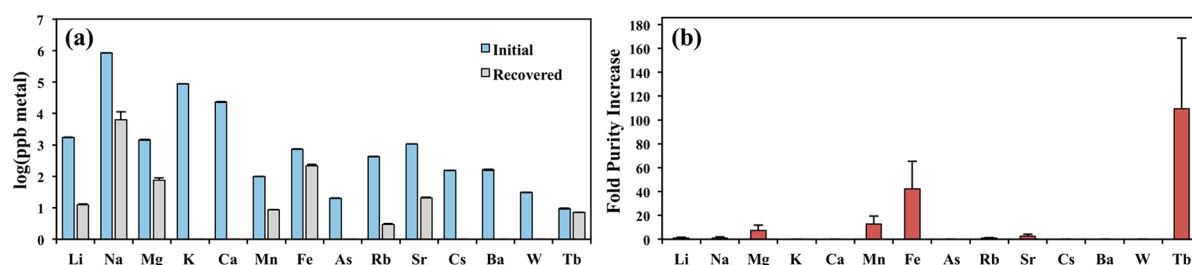 (a)
log(ppb metal)
7
6
5
4
3
2
1
0
Initial
Recovered
Li Na Mg K Ca Mn Fe As Rb Sr Cs Ba W Tb
(b)
Fold Purity Increase
180
160
140
120
100
80
60
40
20
0
Li Na Mg K Ca Mn Fe As Rb Sr Cs Ba W Tb